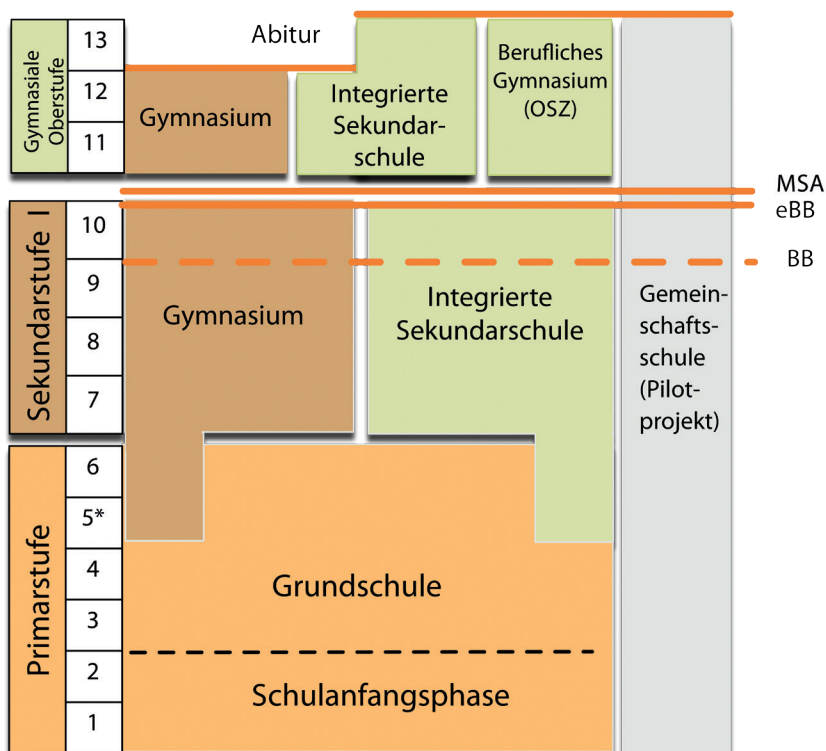 Abitur
Gymnasiale
Oberstufe
13
12
11
Gymnasium
Integrierte
Sekundar-
schule
Berufliches
Gymnasium
(OSZ)
MSA
eBB
BB
Sekundarstufe I
10
9
8
7
Gymnasium
Integrierte
Sekundarschule
Gemein-
schafts-
schule
(Pilot-
projekt)
Primarstufe
6
5*
4
3
2
1
Grundschule
Schulanfangsphase